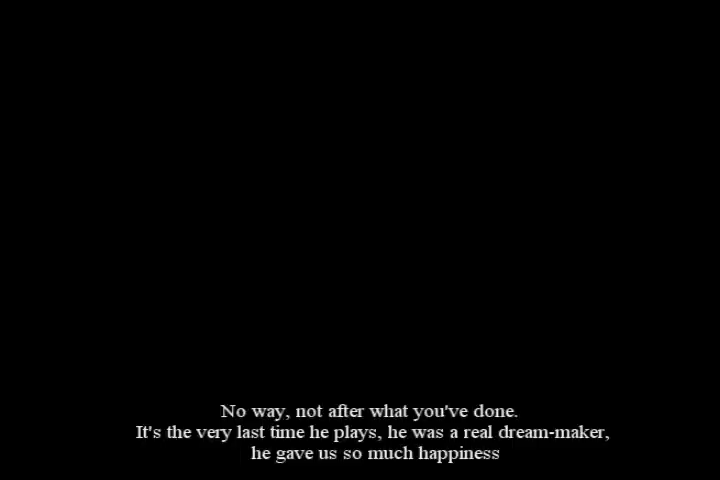 No way, not after what you've done.
It's the very last time he plays, he was a real dream-maker,
he gave us so much happiness